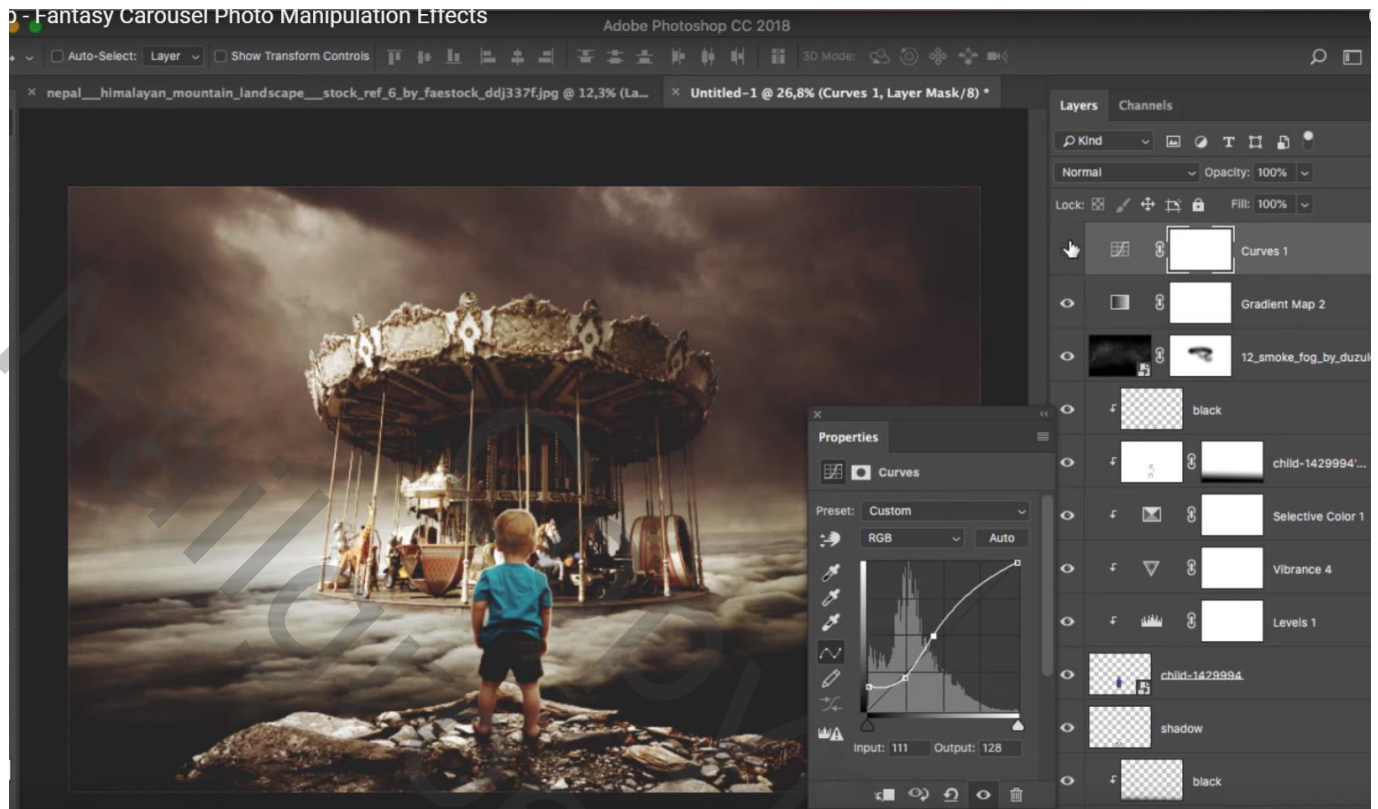 - Fantasy Carousel Photo Manipulation Effects
Adobe Photoshop CC 2018
Auto-Select: Layer Show Transform Controls 3D Mode:
× nepal__himalayan_mountain_landscape__stock_ref_6_by_faestock_ddj337f.jpg @ 12,3% (La... × Untitled-1 @ 26,8% (Curves 1, Layer Mask/8) *
Layers Channels
Kind
Normal Opacity: 100%
Lock: Fill: 100%
Curves 1
Gradient Map 2
12_smoke_fog_by_duzul
black
child-1429994'...
Selective Color 1
Vibrance 4
Levels 1
child-1429994
shadow
black
Properties
Curves
Preset: Custom
RGB Auto
Input: 111 Output: 128